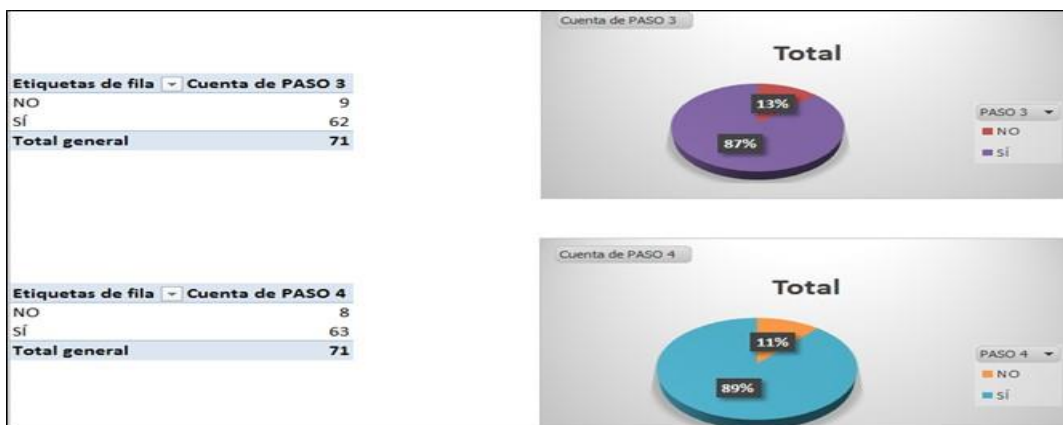 Cuenta de PASO 3
Total
Etiquetas de fila Cuenta de PASO 3
NO 9
SÍ 62
Total general 71
13%
87%
PASO 3
NO
SÍ
Cuenta de PASO 4
Total
Etiquetas de fila Cuenta de PASO 4
NO 8
SÍ 63
Total general 71
11%
89%
PASO 4
NO
SÍ